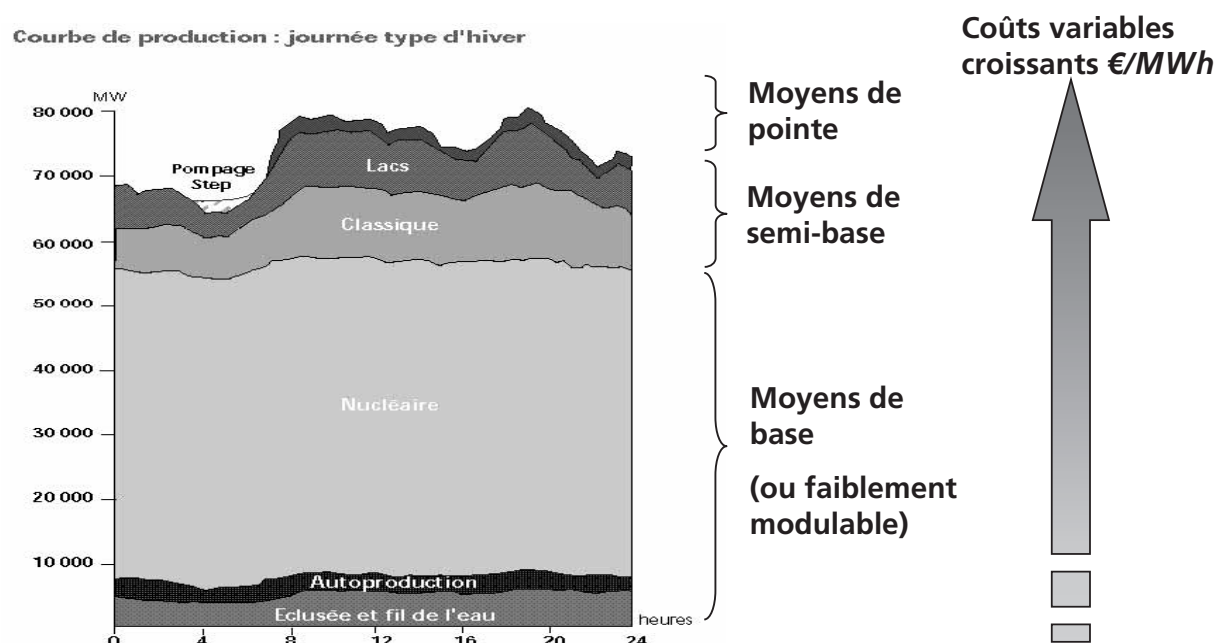 Courbe de production : journée type d'hiver
MW
80 000
70 000
60 000
50 000
40 000
30 000
20 000
10 000
0
4
8
12
16
20
24
heures
Pompage
Step
Lacs
Classique
Nucléaire
Autoproduction
Eclusée et fil de l'eau
Moyens de
pointe
Moyens de
semi-base
Moyens de
base
(ou faiblement
modulable)
Coûts variables
croissants €/MWh